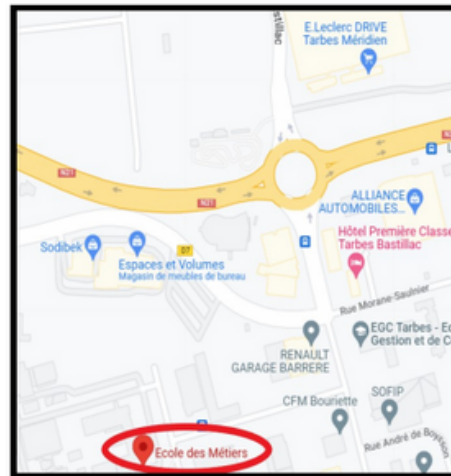 stillac
E.Leclerc DRIVE
Tarbes Méridien
N21
N21
ALLIANCE
AUTOMOBILES...
Hôtel Première Classe
Tarbes Bastillac
Sodibek
D7
Espaces et Volumes
Magasin de meubles de bureau
Rue Morane-Saulnier
EGC Tarbes - Ec
Gestion et de C
RENAULT
GARAGE BARRERE
CFM Bouriette
SOFIP
Rue André de Boysson
Ecole des Métiers